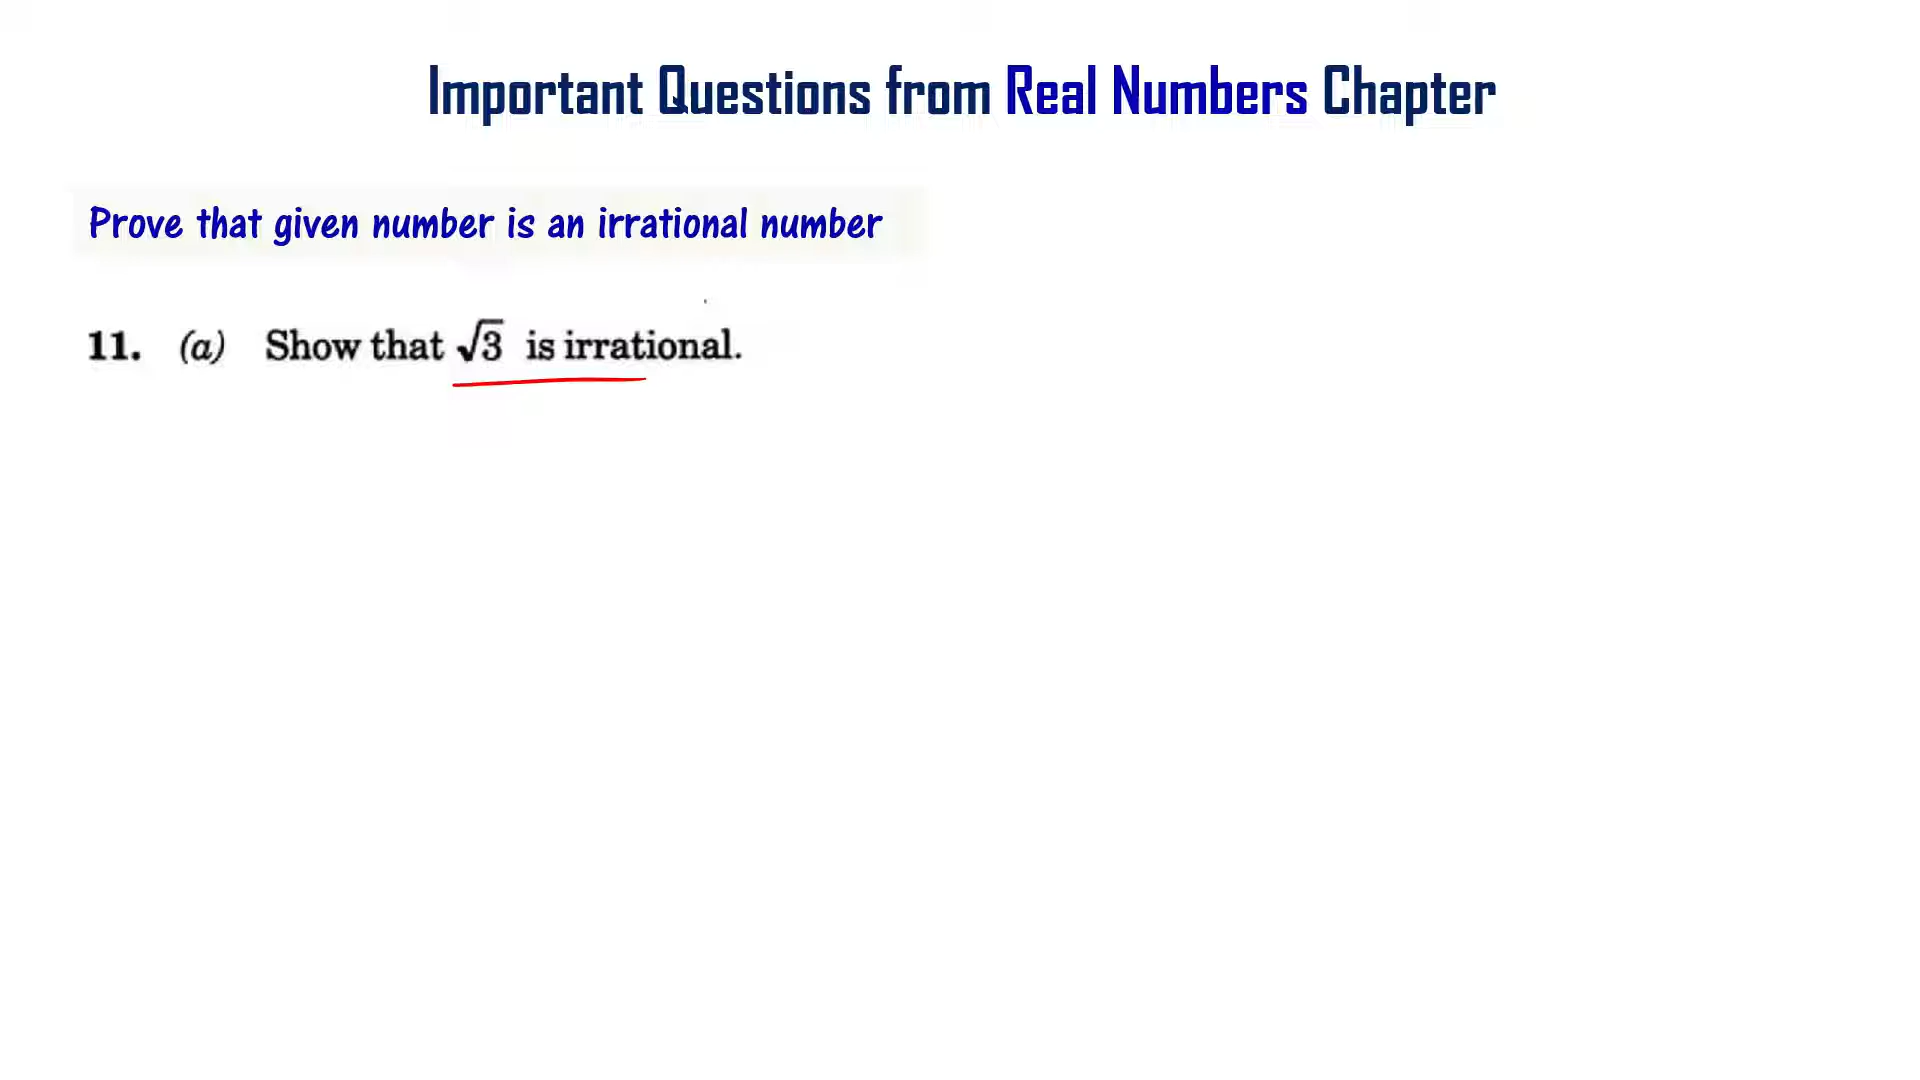 Important Questions from Real Numbers Chapter
Prove that given number is an irrational number
11. (a) Show that √3 is irrational.